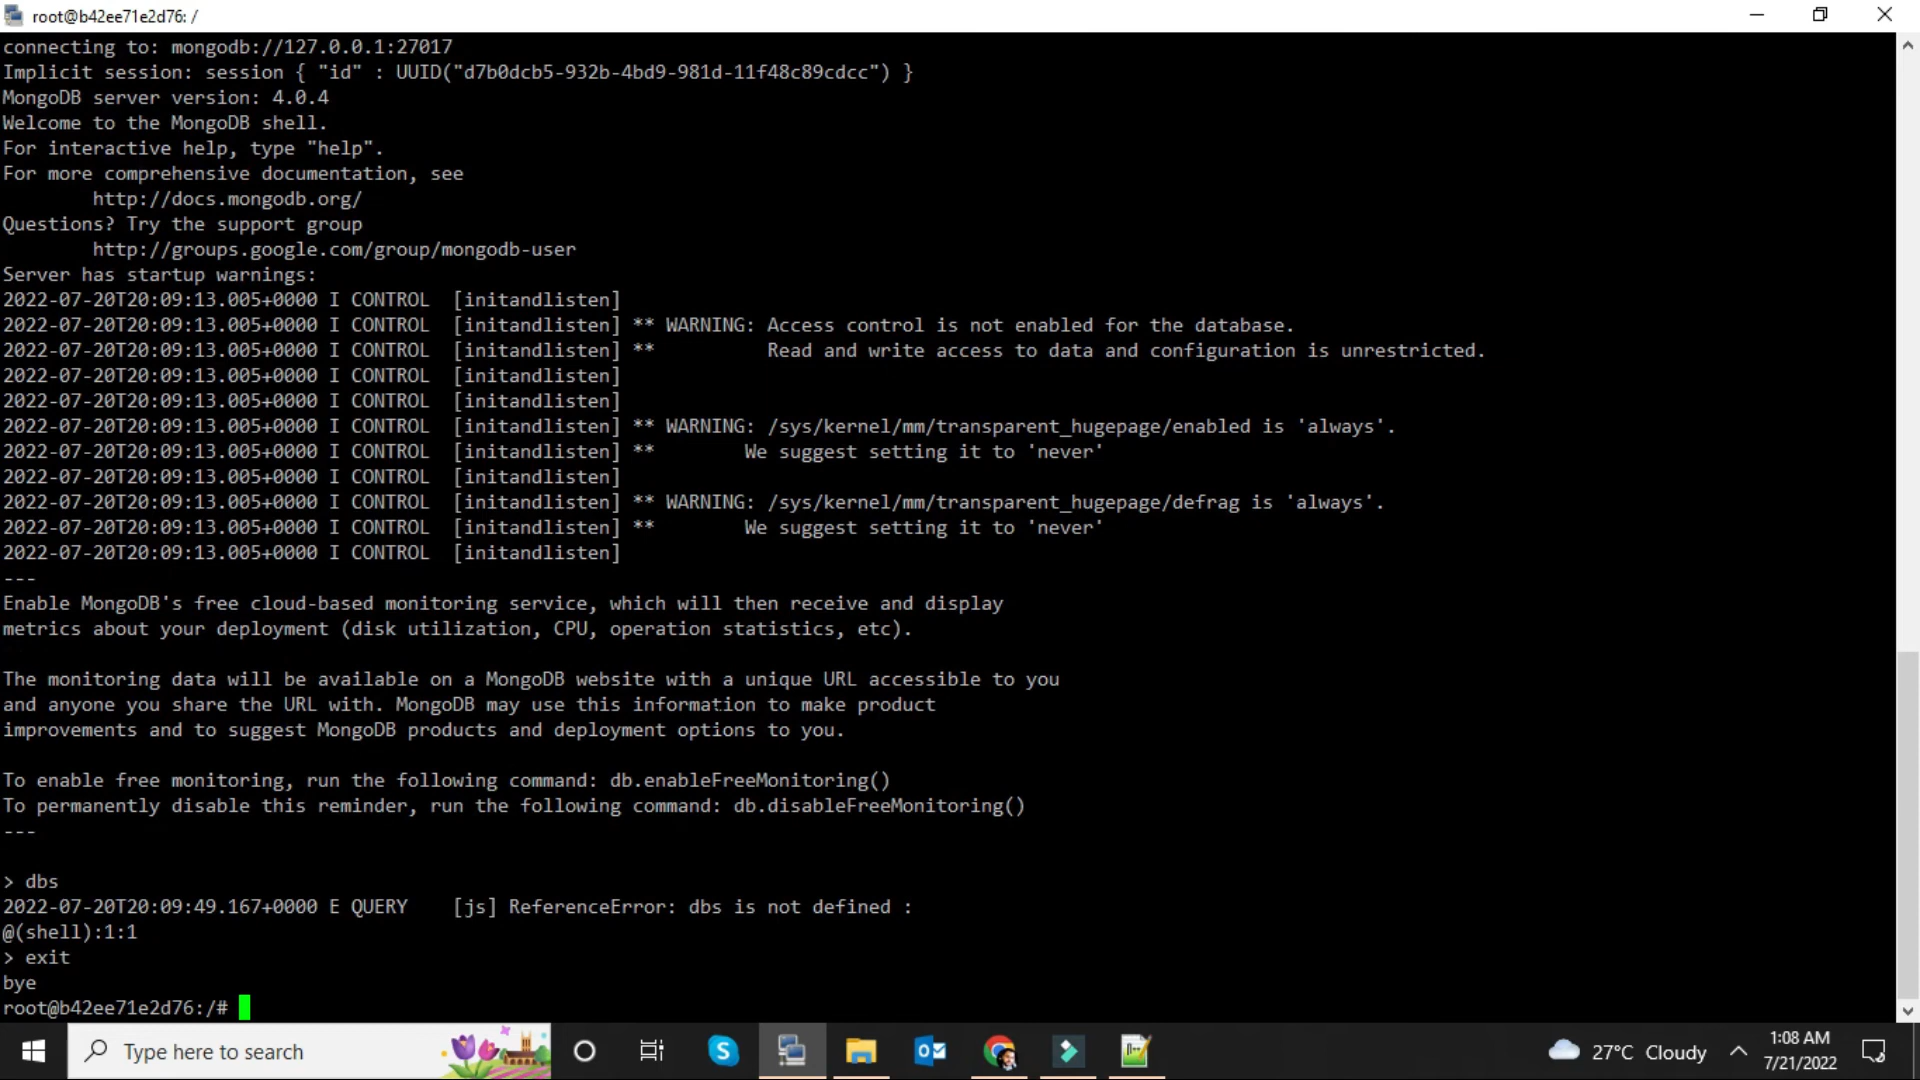 root@b42ee71e2d76: /
connecting to: mongodb://127.0.0.1:27017
Implicit session: session { "id" : UUID("d7b0dcb5-932b-4bd9-981d-11f48c89cdcc") }
MongoDB server version: 4.0.4
Welcome to the MongoDB shell.
For interactive help, type "help".
For more comprehensive documentation, see
        http://docs.mongodb.org/
Questions? Try the support group
        http://groups.google.com/group/mongodb-user
Server has startup warnings:
2022-07-20T20:09:13.005+0000 I CONTROL  [initandlisten]
2022-07-20T20:09:13.005+0000 I CONTROL  [initandlisten] ** WARNING: Access control is not enabled for the database.
2022-07-20T20:09:13.005+0000 I CONTROL  [initandlisten] **          Read and write access to data and configuration is unrestricted.
2022-07-20T20:09:13.005+0000 I CONTROL  [initandlisten]
2022-07-20T20:09:13.005+0000 I CONTROL  [initandlisten]
2022-07-20T20:09:13.005+0000 I CONTROL  [initandlisten] ** WARNING: /sys/kernel/mm/transparent_hugepage/enabled is 'always'.
2022-07-20T20:09:13.005+0000 I CONTROL  [initandlisten] **        We suggest setting it to 'never'
2022-07-20T20:09:13.005+0000 I CONTROL  [initandlisten]
2022-07-20T20:09:13.005+0000 I CONTROL  [initandlisten] ** WARNING: /sys/kernel/mm/transparent_hugepage/defrag is 'always'.
2022-07-20T20:09:13.005+0000 I CONTROL  [initandlisten] **        We suggest setting it to 'never'
2022-07-20T20:09:13.005+0000 I CONTROL  [initandlisten]
---
Enable MongoDB's free cloud-based monitoring service, which will then receive and display
metrics about your deployment (disk utilization, CPU, operation statistics, etc).
The monitoring data will be available on a MongoDB website with a unique URL accessible to you
and anyone you share the URL with. MongoDB may use this information to make product
improvements and to suggest MongoDB products and deployment options to you.
To enable free monitoring, run the following command: db.enableFreeMonitoring()
To permanently disable this reminder, run the following command: db.disableFreeMonitoring()
---
> dbs
2022-07-20T20:09:49.167+0000 E QUERY    [js] ReferenceError: dbs is not defined :
@(shell):1:1
> exit
bye
root@b42ee71e2d76:/#
Type here to search
27°C Cloudy
1:08 AM
7/21/2022